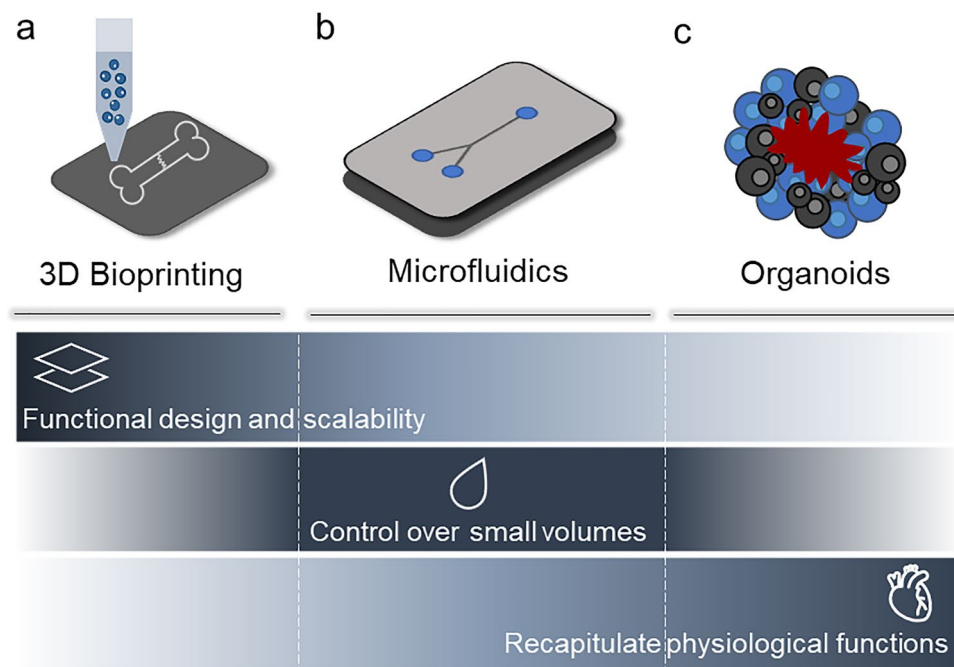 a
b
c
3D Bioprinting
Microfluidics
Organoids
Functional design and scalability
Control over small volumes
Recapitulate physiological functions